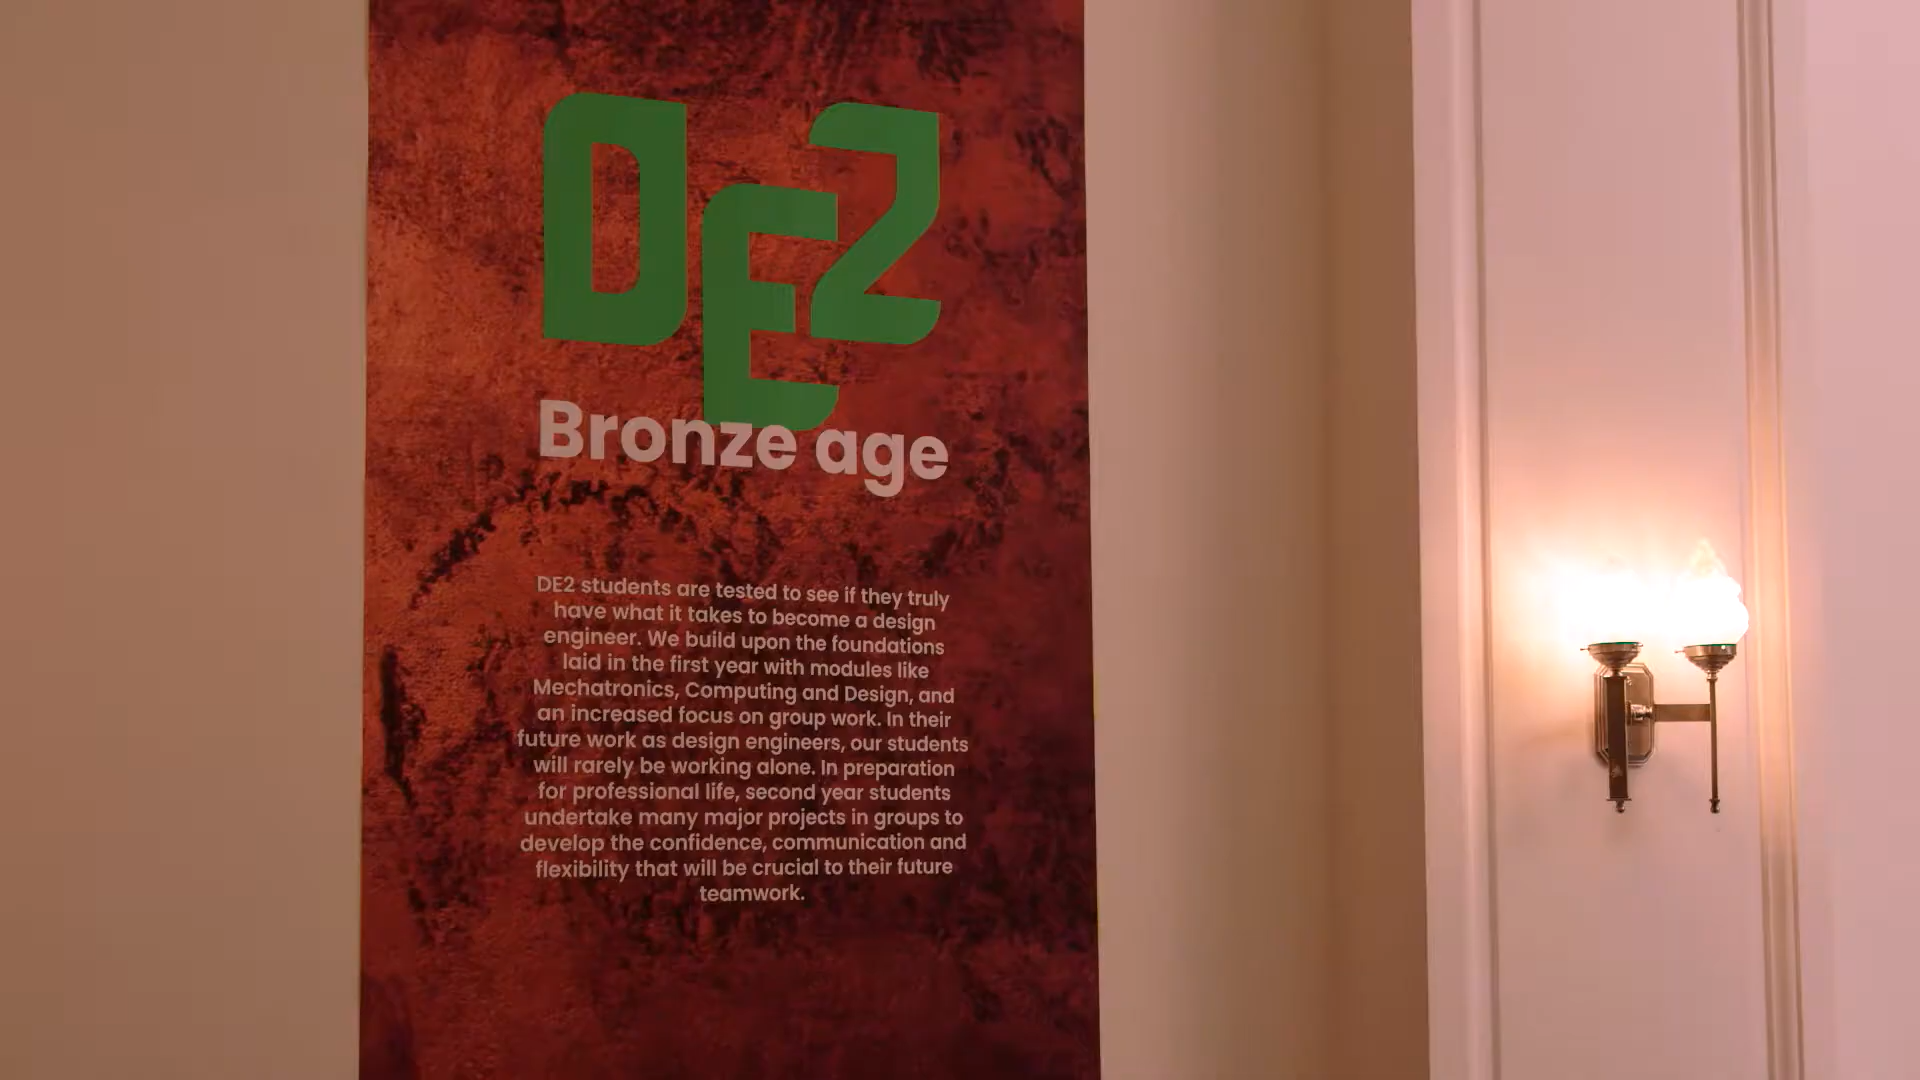 DE2
Bronze age
DE2 students are tested to see if they truly
have what it takes to become a design
engineer. We build upon the foundations
laid in the first year with modules like
Mechatronics, Computing and Design, and
an increased focus on group work. In their
future work as design engineers, our students
will rarely be working alone. In preparation
for professional life, second year students
undertake many major projects in groups to
develop the confidence, communication and
flexibility that will be crucial to their future
teamwork.